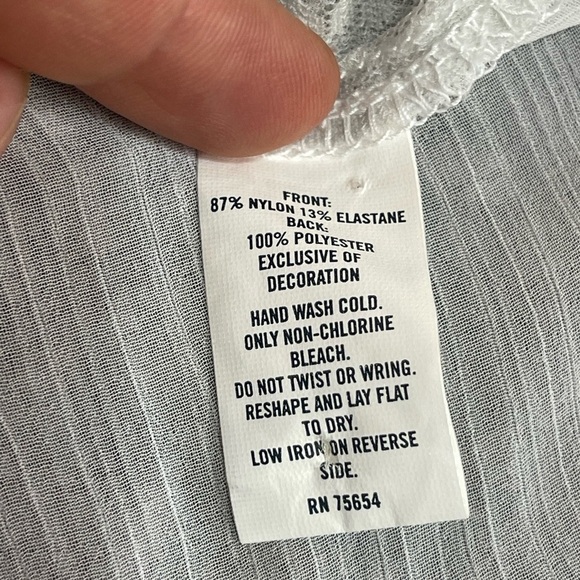 FRONT:
87% NYLON 13% ELASTANE
BACK:
100% POLYESTER
EXCLUSIVE OF
DECORATION
HAND WASH COLD.
ONLY NON-CHLORINE
BLEACH.
DO NOT TWIST OR WRING.
RESHAPE AND LAY FLAT
TO DRY.
LOW IRON ON REVERSE
SIDE.
RN 75654